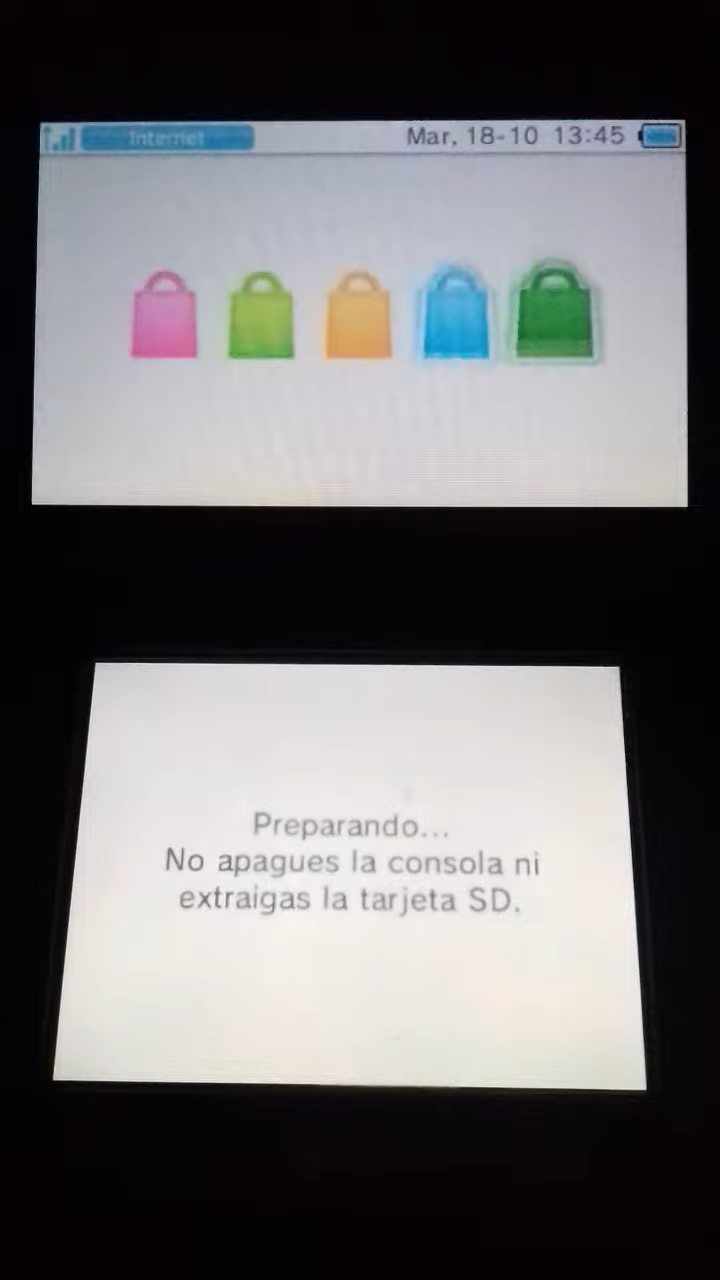 Internet
Mar, 18-10 13:45
Preparando...
No apagues la consola ni
extraigas la tarjeta SD.